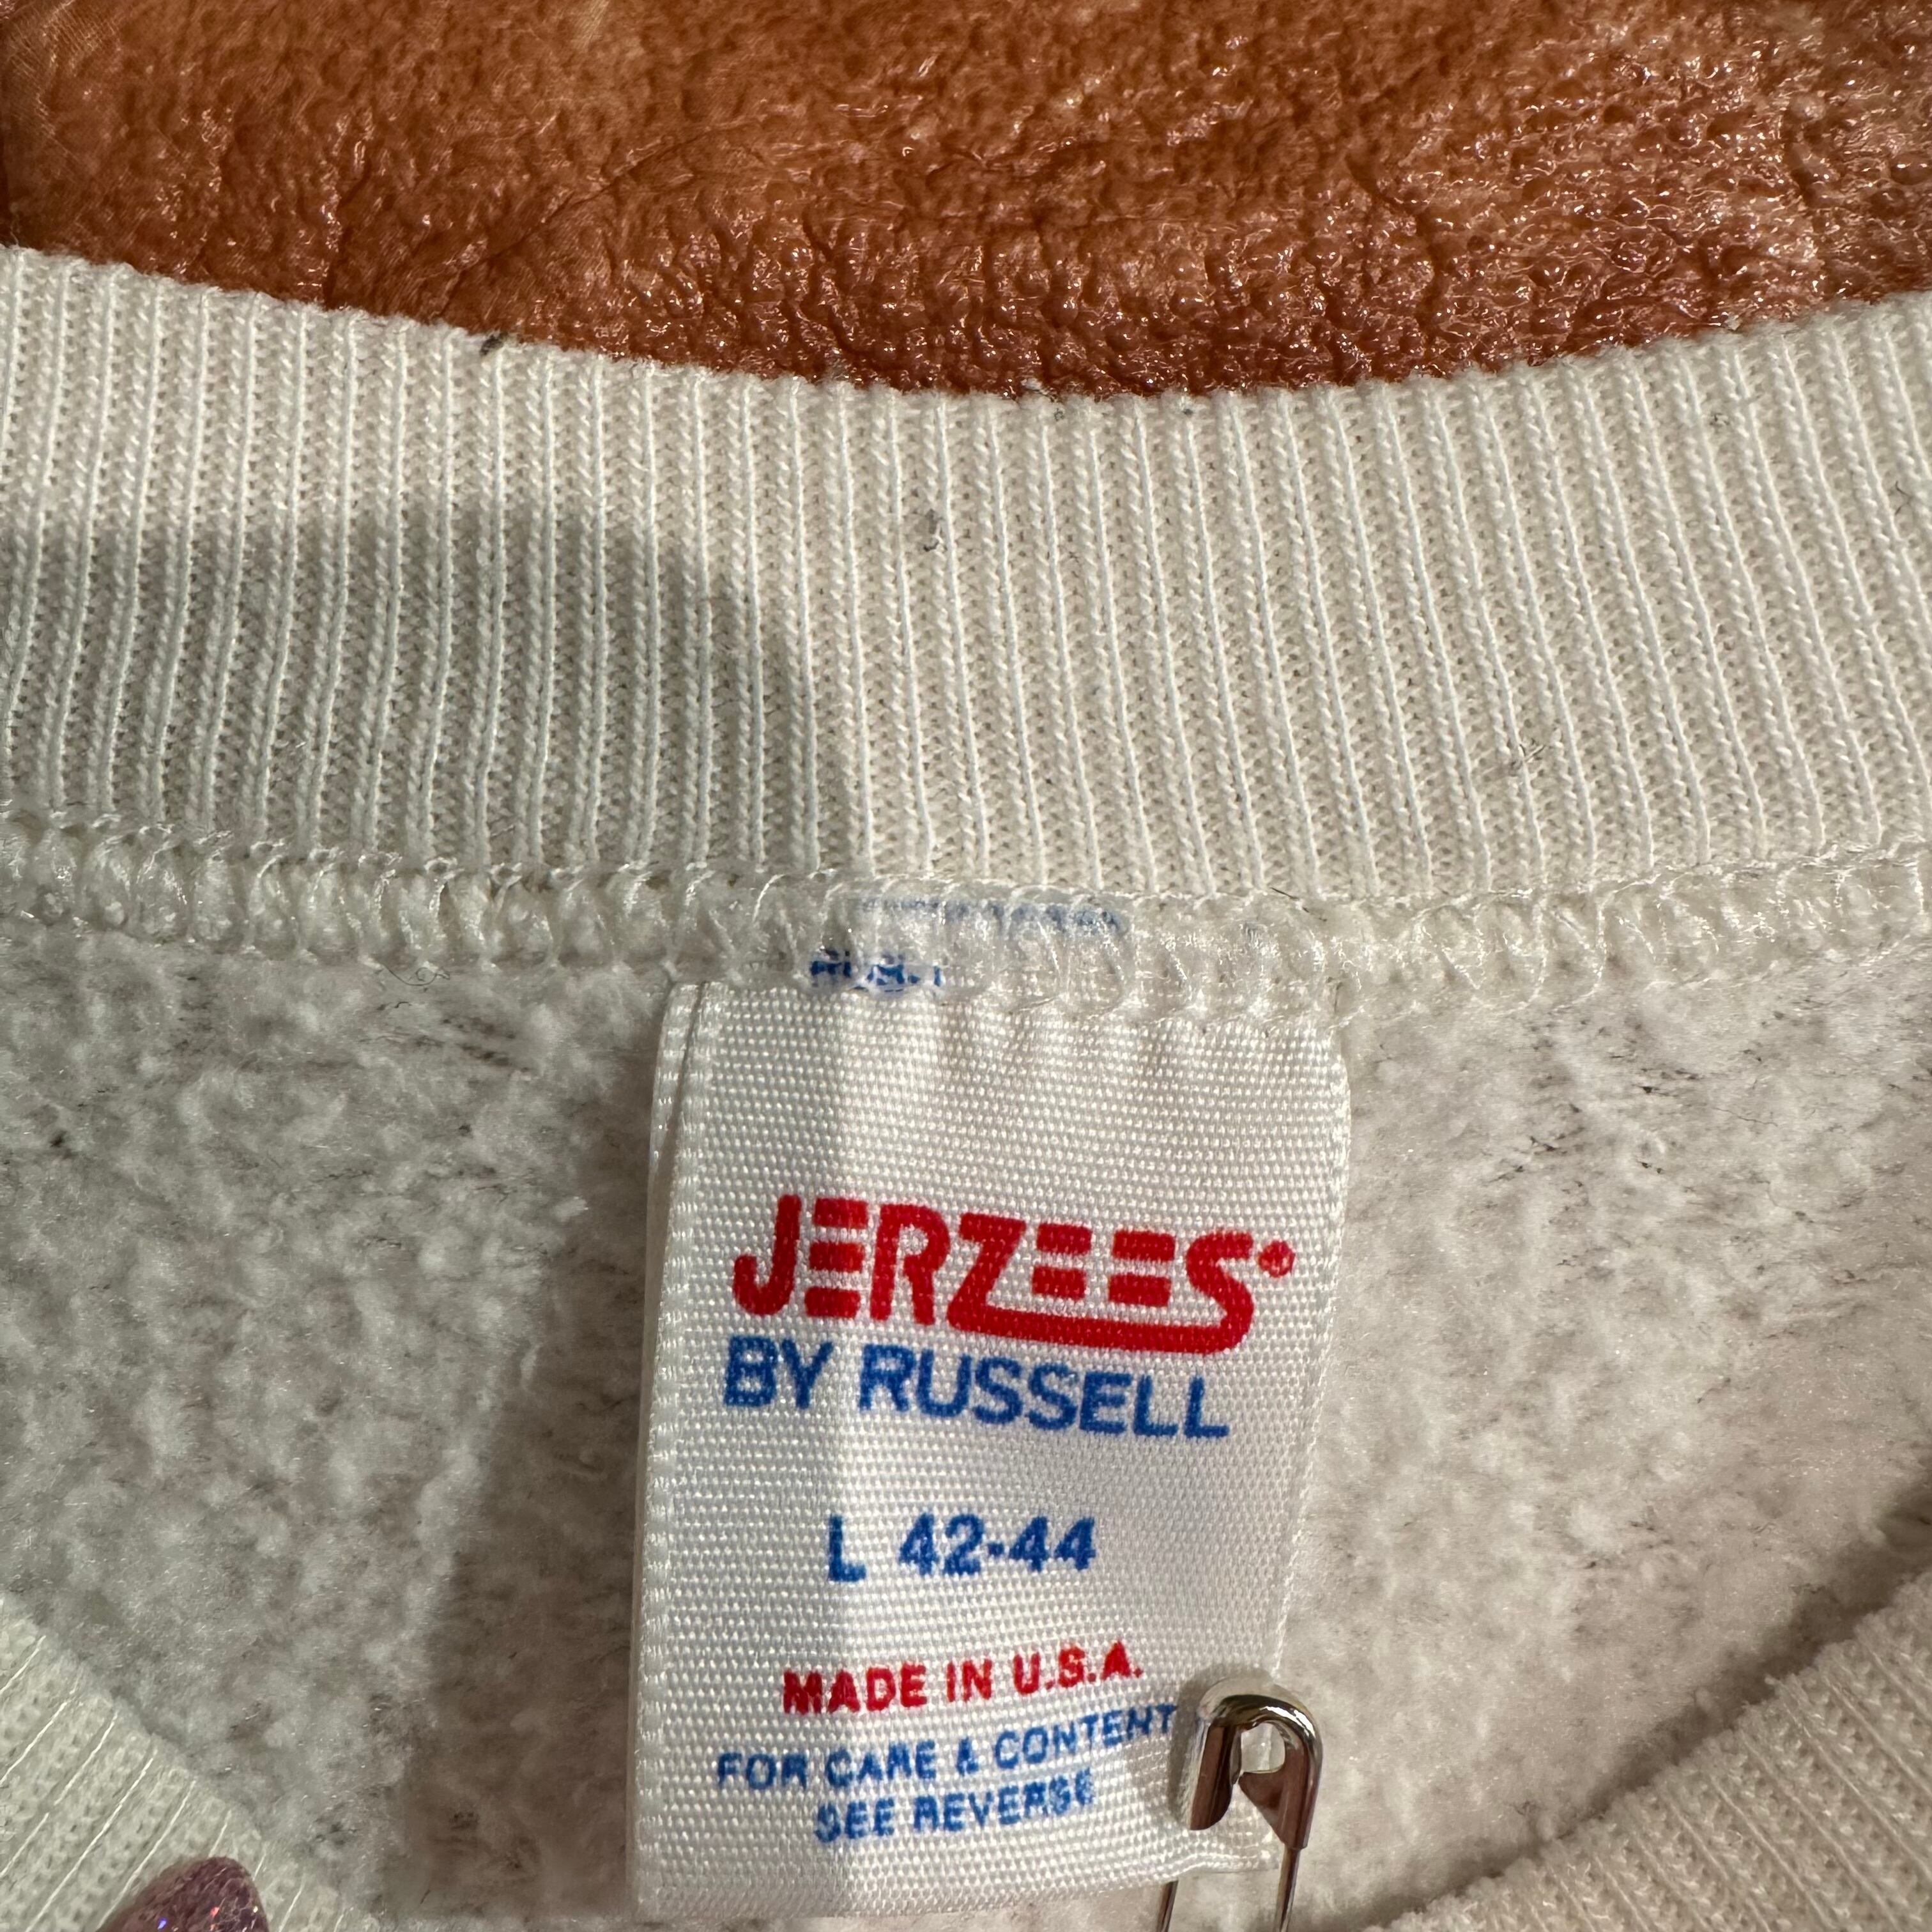 JERZEES®
BY RUSSELL
L 42-44
MADE IN U.S.A.
FOR CARE & CONTENT
SEE REVERSE